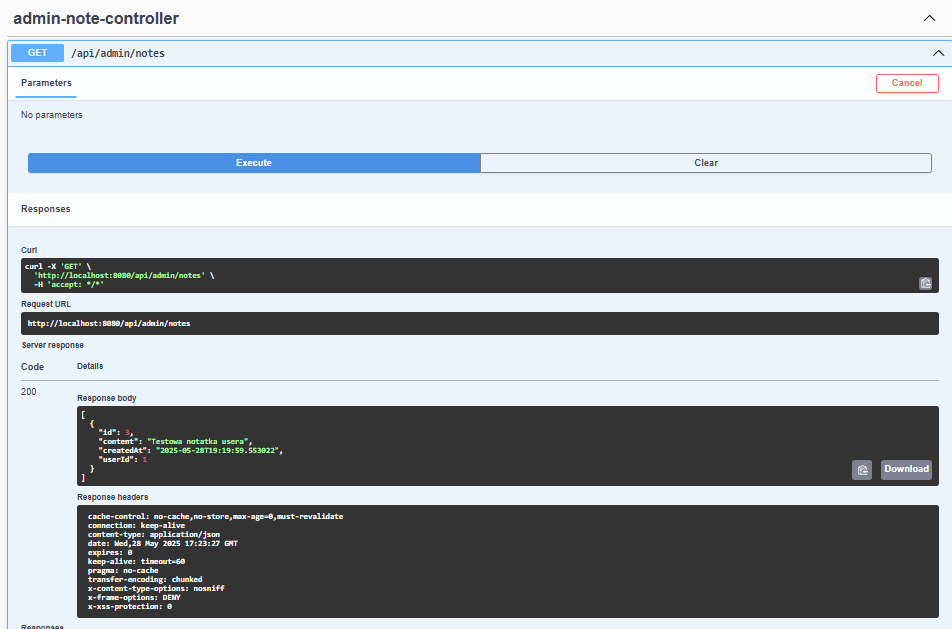 admin-note-controller
GET /api/admin/notes
Parameters
Cancel
No parameters
Execute
Clear
Responses
Curl
curl -X 'GET' \
  'http://localhost:8080/api/admin/notes' \
  -H 'accept: */*'
Request URL
http://localhost:8080/api/admin/notes
Server response
Code Details
200
Response body
[
  {
    "id": 3,
    "content": "Testowa notatka usera",
    "createdAt": "2025-05-28T19:19:59.553022",
    "userId": 1
  }
]
Download
Response headers
cache-control: no-cache,no-store,max-age=0,must-revalidate
connection: keep-alive
content-type: application/json
date: Wed,28 May 2025 17:23:27 GMT
expires: 0
keep-alive: timeout=60
pragma: no-cache
transfer-encoding: chunked
x-content-type-options: nosniff
x-frame-options: DENY
x-xss-protection: 0
Responses